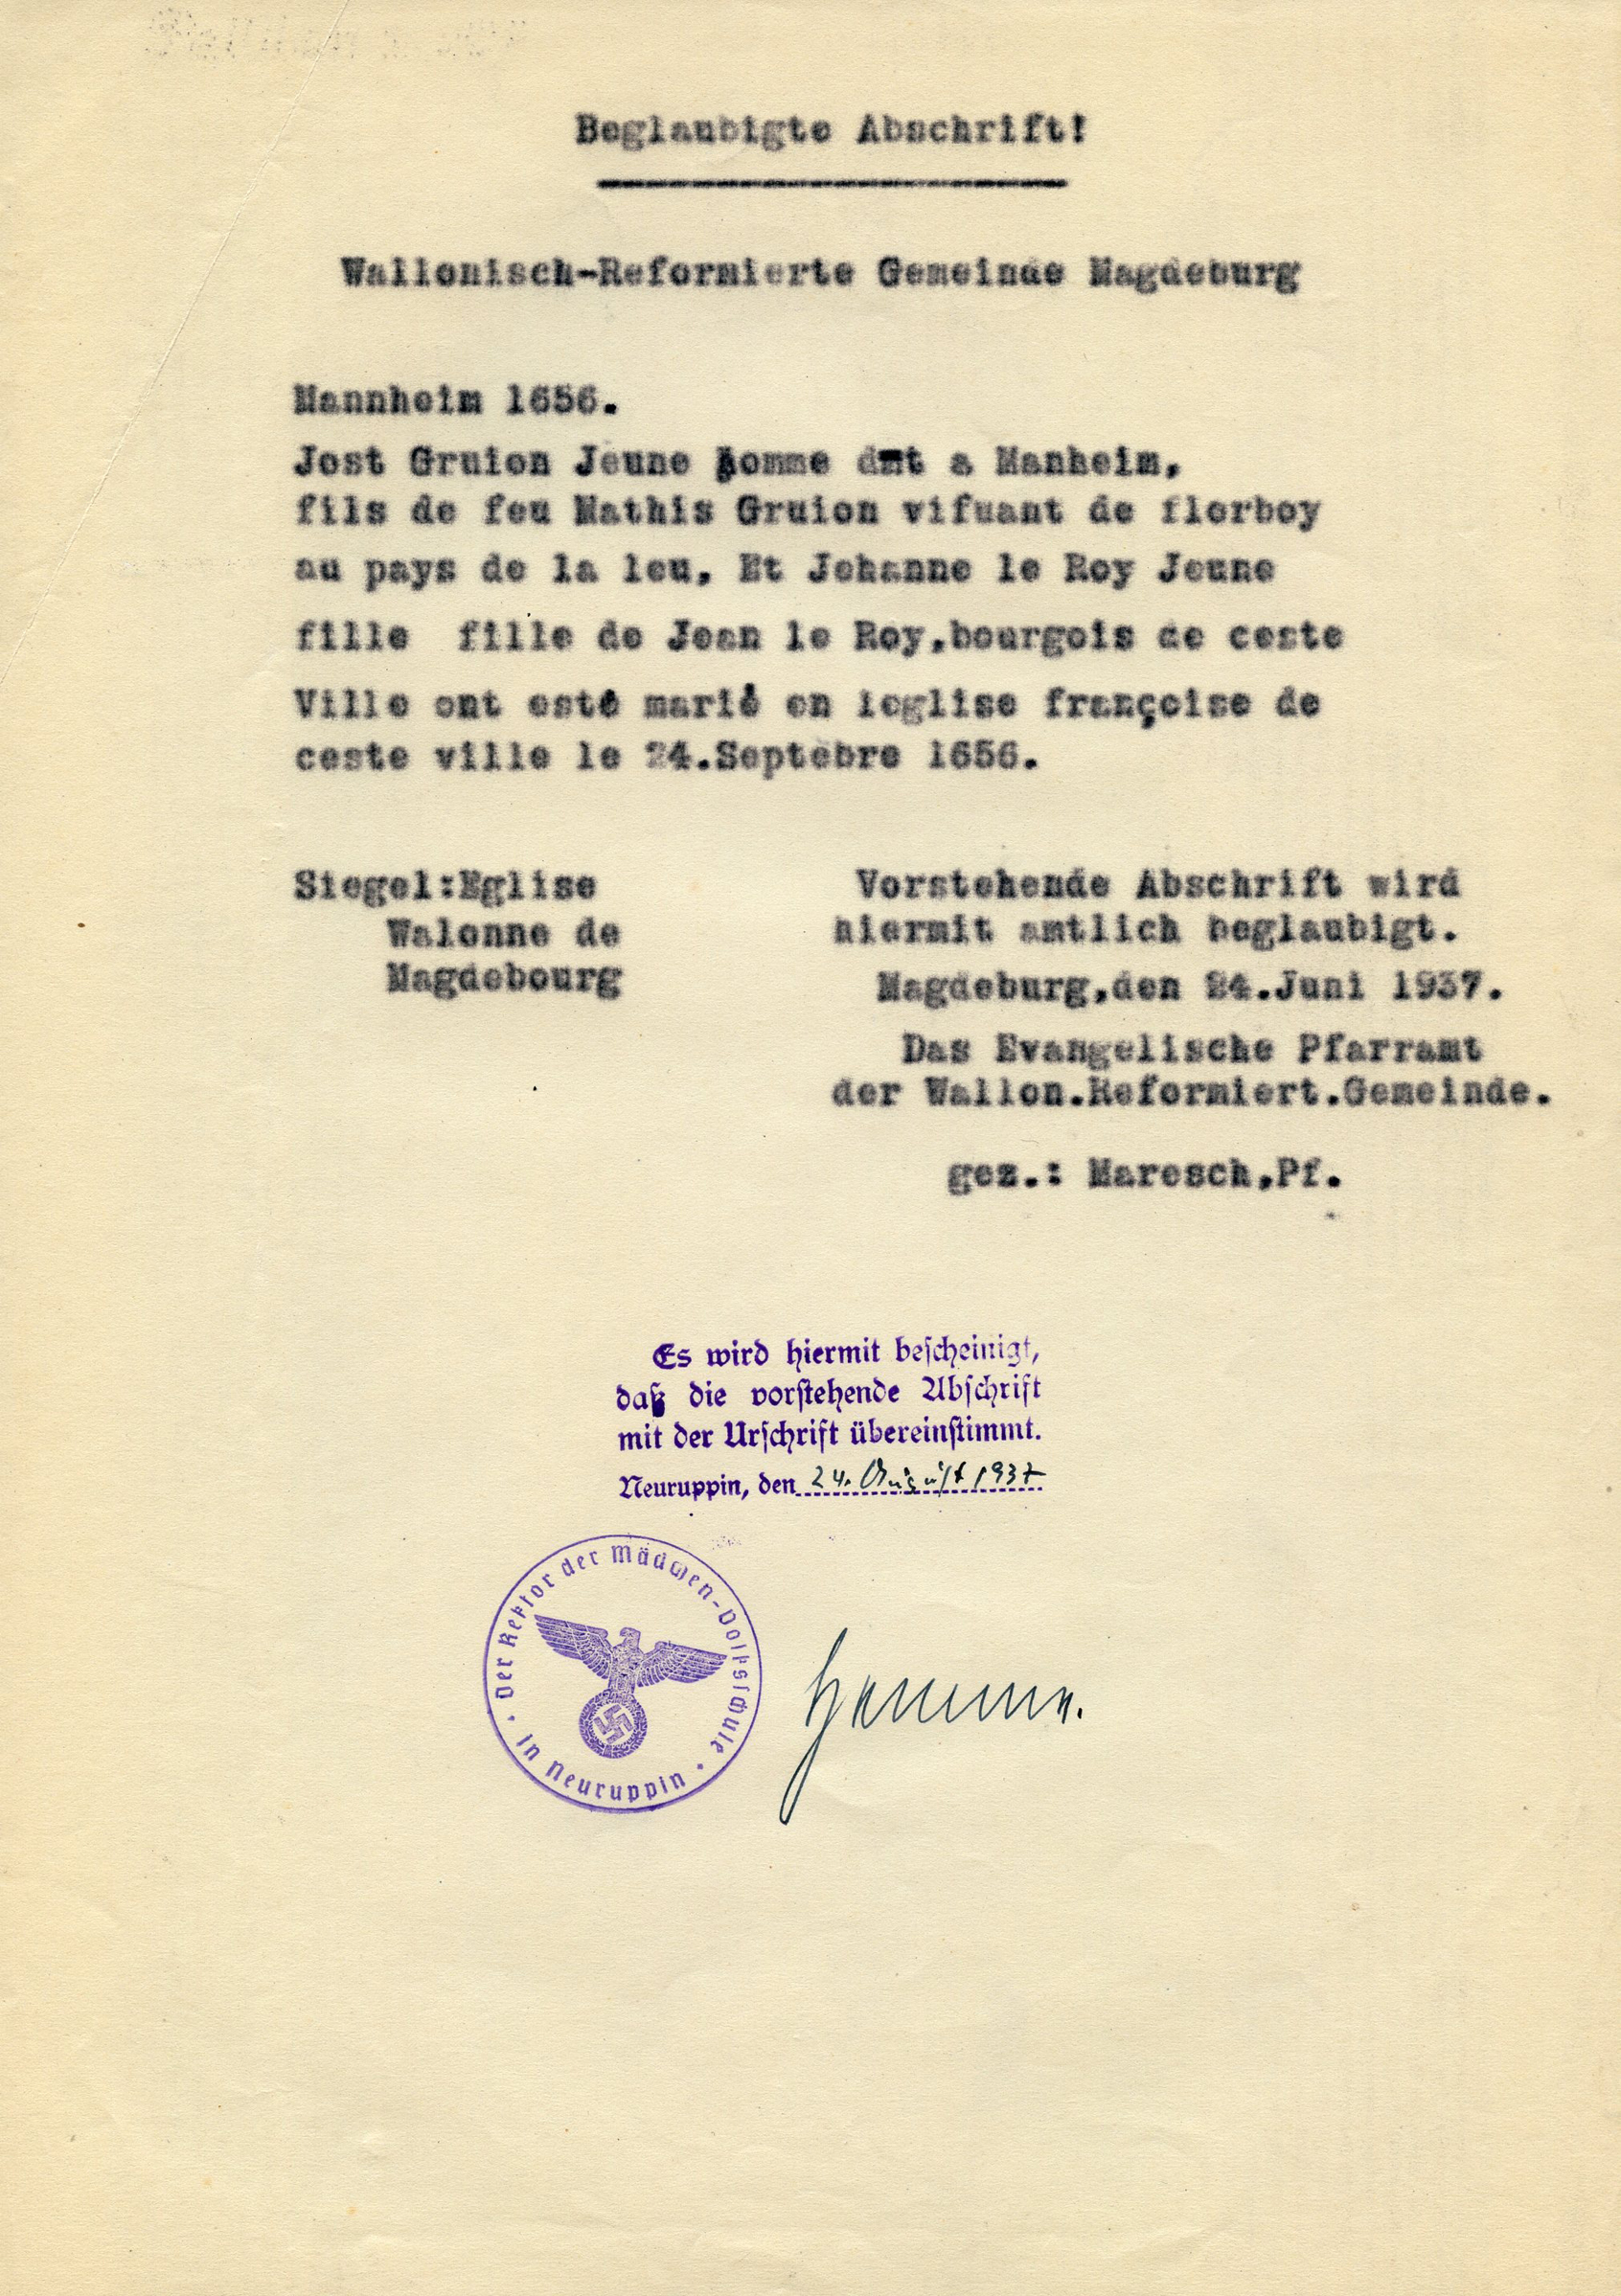 Beglaubigte Abschrift!
Wallonisch-Reformierte Gemeinde Magdeburg
Mannheim 1656.
Jost Gruion Jeune homme a Manheim,
fils de feu Mathis Gruion vifuant de florboy
au pays de la leu, Et Jehanne le Roy Jeune
fille fille de Jean le Roy,bourgois de ceste
Ville ont esté marié en leglise françoise de
ceste ville le 24.Septebre 1656.
Siegel:Eglise
Walonne de
Magdebourg
Vorstehende Abschrift wird
hiermit amtlich beglaubigt.
Magdeburg,den 24.Juni 1937.
Das Evangelische Pfarramt
der Wallon.Reformiert.Gemeinde.
gez.: Maresch,Pf.
Es wird hiermit bescheinigt,
daß die vorstehende Abschrift
mit der Urschrift übereinstimmt.
Neuruppin, den 24. August 1937
Der Rektor der Mädchen-Volksschule
in Neuruppin